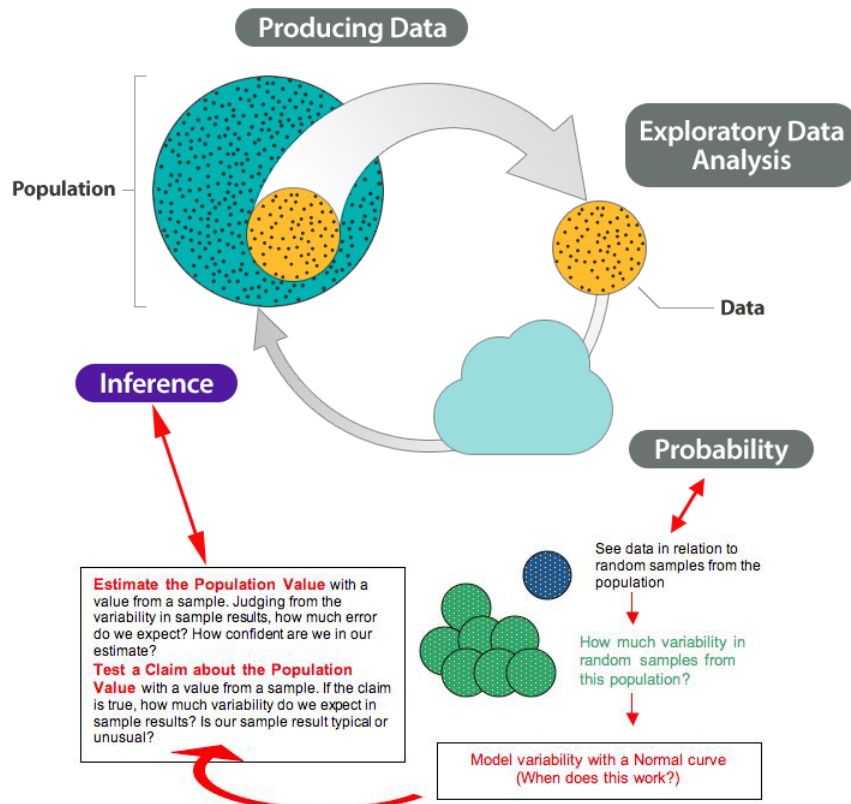 Producing Data
Exploratory Data
Analysis
Population
Data
Inference
Probability
See data in relation to
random samples from the
population
How much variability in
random samples from
this population?
Estimate the Population Value with a
value from a sample. Judging from the
variability in sample results, how much error
do we expect? How confident are we in our
estimate?
Test a Claim about the Population
Value with a value from a sample. If the claim
is true, how much variability do we expect in
sample results? Is our sample result typical or
unusual?
Model variability with a Normal curve
(When does this work?)